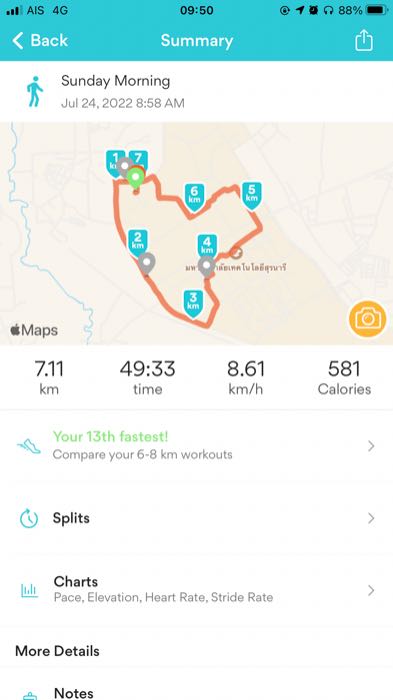 AIS 4G 09:50 88%
Back Summary
Sunday Morning
Jul 24, 2022 8:58 AM
1 km
7
6 km
5 km
2 km
4 km
มหาวิทยาลัยเทคโนโลยีสุรนารี
3 km
Maps
7.11 49:33 8.61 581
km time km/h Calories
Your 13th fastest!
Compare your 6-8 km workouts
Splits
Charts
Pace, Elevation, Heart Rate, Stride Rate
More Details
Notes